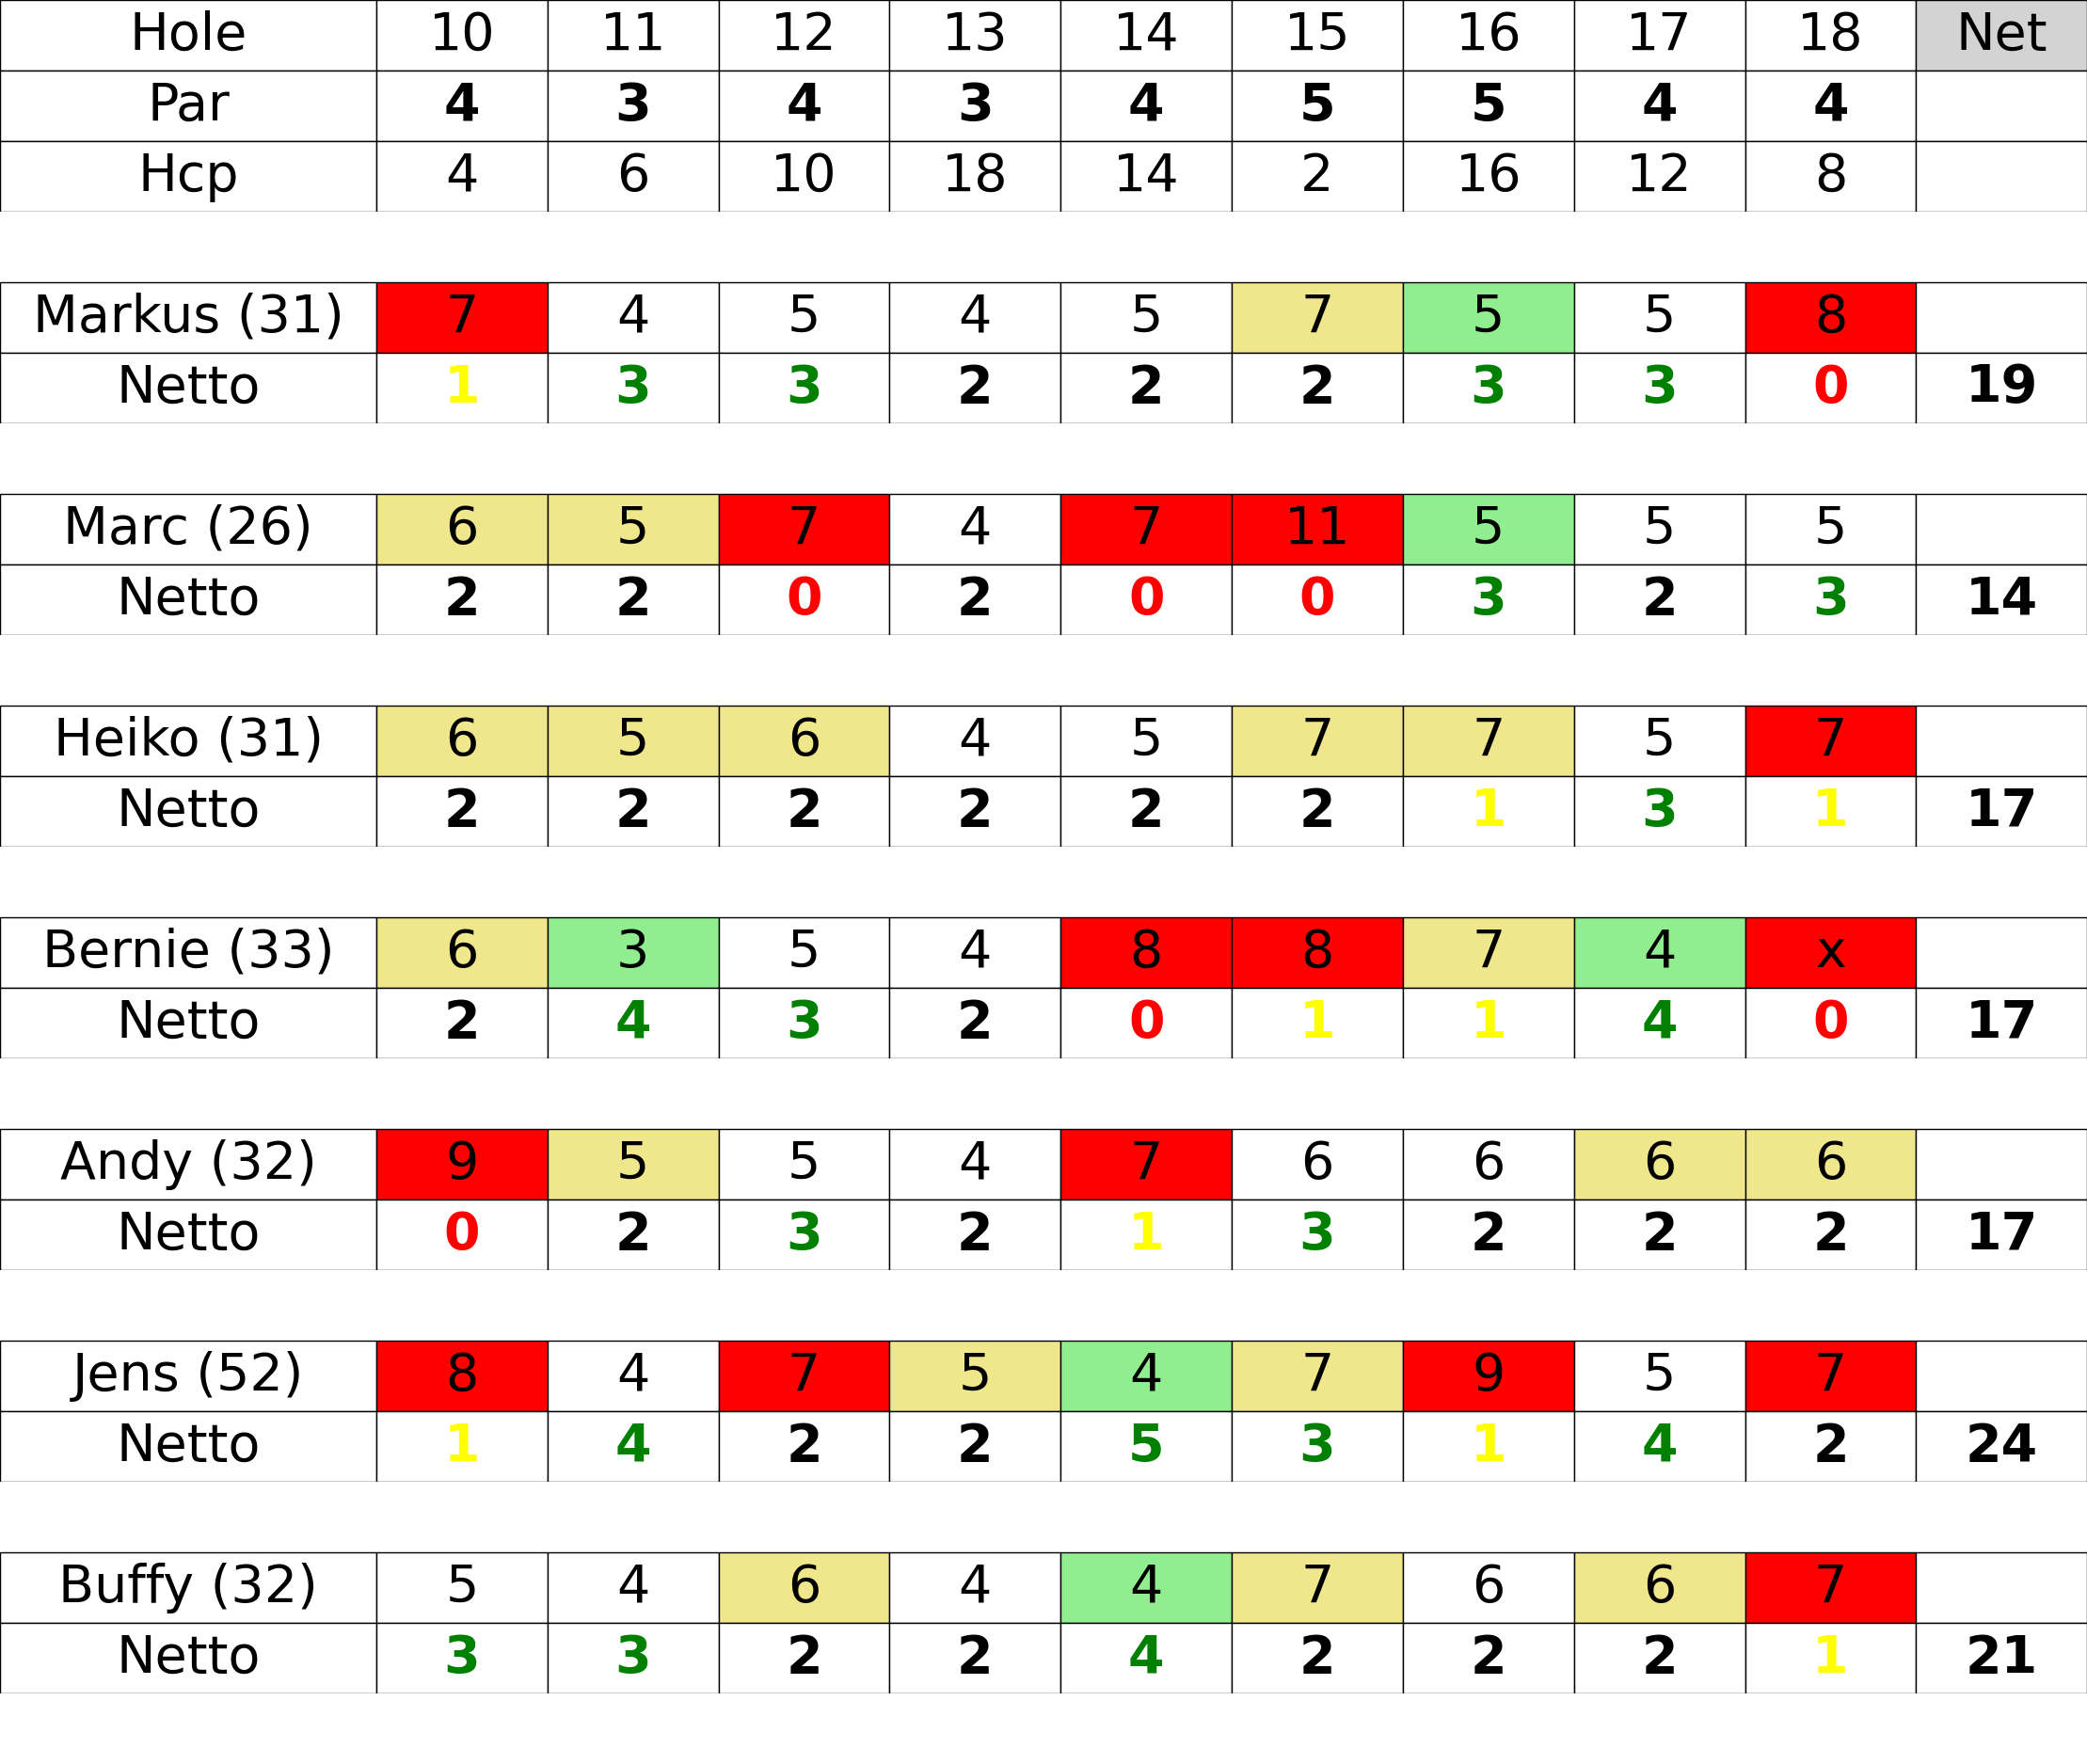 Hole 10 11 12 13 14 15 16 17 18 Net
Par 4 3 4 3 4 5 5 4 4
Hcp 4 6 10 18 14 2 16 12 8
Markus (31) 7 4 5 4 5 7 5 5 8
Netto 1 3 3 2 2 2 3 3 0 19
Marc (26) 6 5 7 4 7 11 5 5 5
Netto 2 2 0 2 0 0 3 2 3 14
Heiko (31) 6 5 6 4 5 7 7 5 7
Netto 2 2 2 2 2 2 1 3 1 17
Bernie (33) 6 3 5 4 8 8 7 4 x
Netto 2 4 3 2 0 1 1 4 0 17
Andy (32) 9 5 5 4 7 6 6 6 6
Netto 0 2 3 2 1 3 2 2 2 17
Jens (52) 8 4 7 5 4 7 9 5 7
Netto 1 4 2 2 5 3 1 4 2 24
Buffy (32) 5 4 6 4 4 7 6 6 7
Netto 3 3 2 2 4 2 2 2 1 21